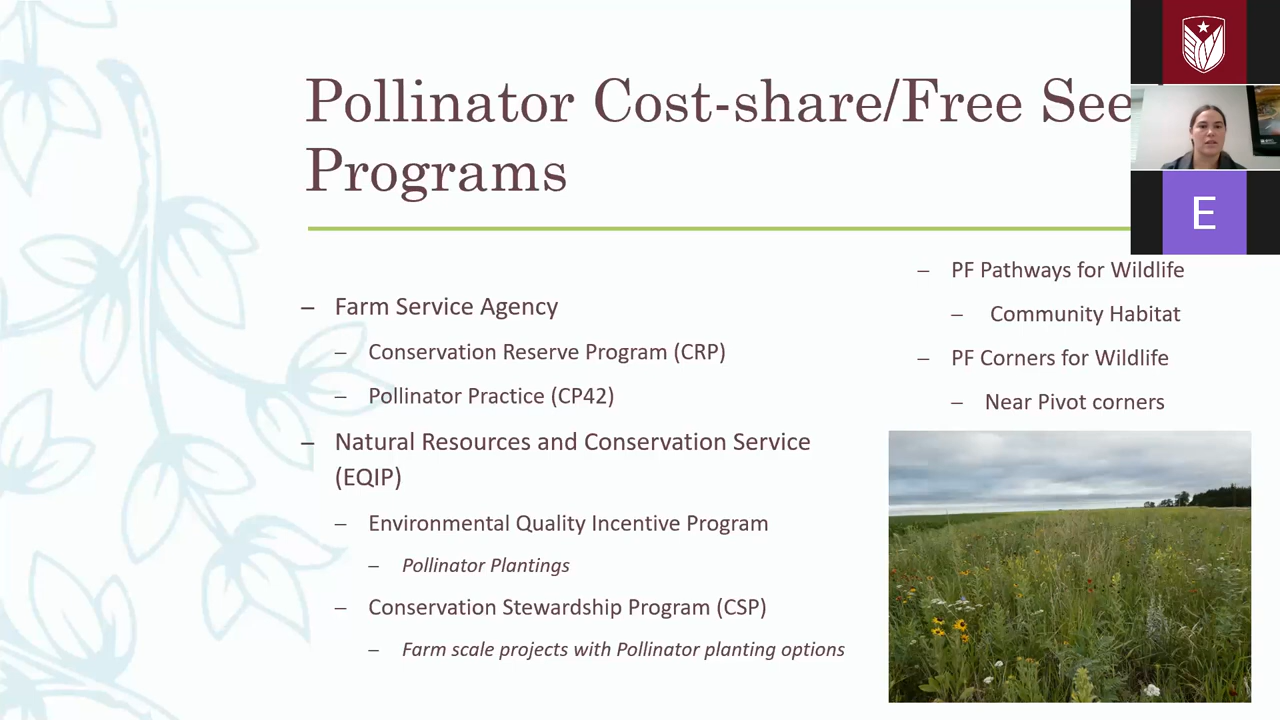 Pollinator Cost-share/Free See
Programs
– Farm Service Agency
– Conservation Reserve Program (CRP)
– Pollinator Practice (CP42)
– Natural Resources and Conservation Service
(EQIP)
– Environmental Quality Incentive Program
– Pollinator Plantings
– Conservation Stewardship Program (CSP)
– Farm scale projects with Pollinator planting options
– PF Pathways for Wildlife
– Community Habitat
– PF Corners for Wildlife
– Near Pivot corners
E